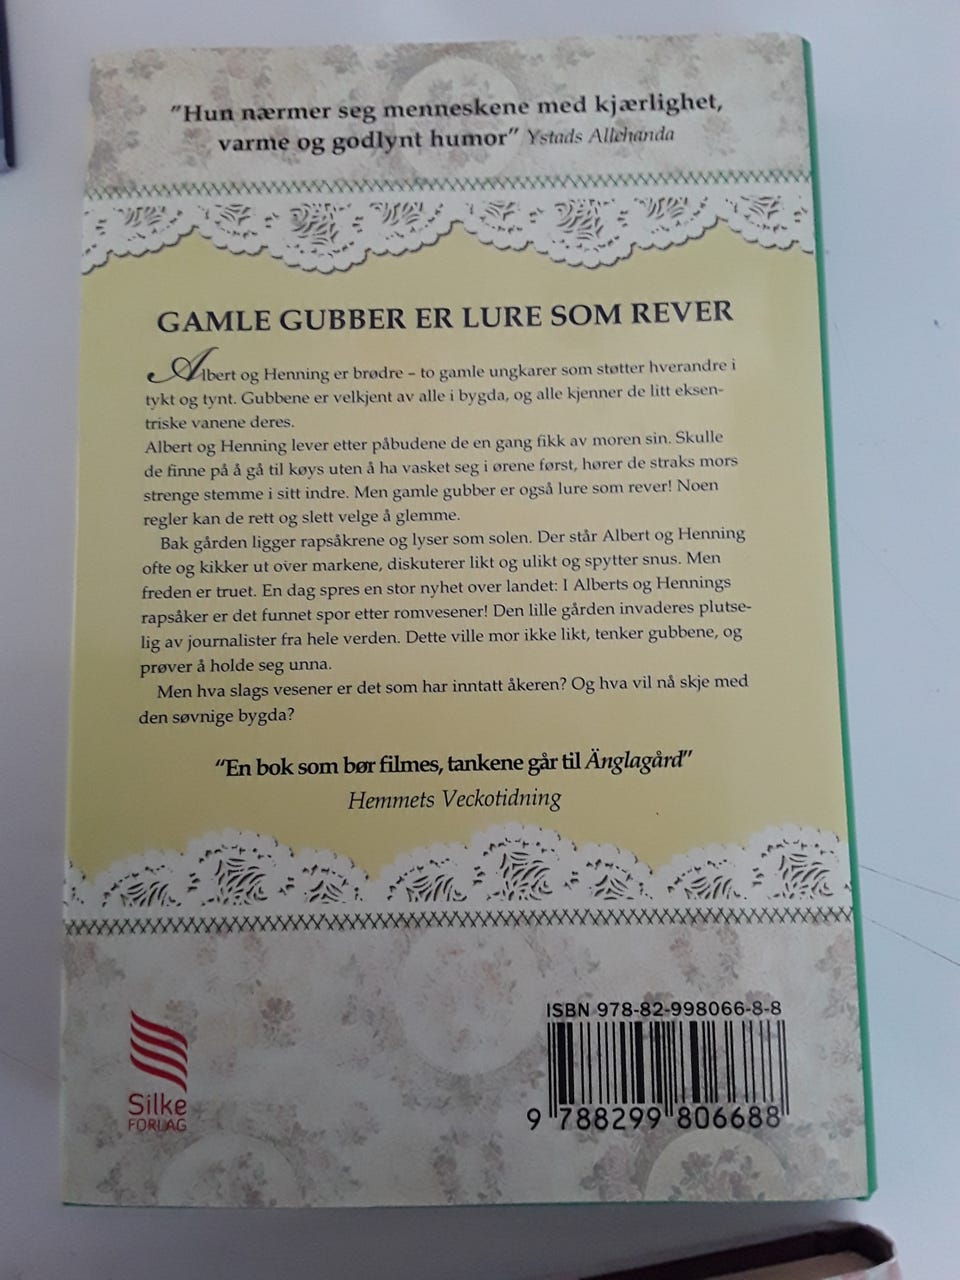 "Hun nærmer seg menneskene med kjærlighet,
varme og godlynt humor" Ystads Allehanda
GAMLE GUBBER ER LURE SOM REVER
Albert og Henning er brødre – to gamle ungkarer som støtter hverandre i
tykt og tynt. Gubbene er velkjent av alle i bygda, og alle kjenner de litt eksen-
triske vanene deres.
Albert og Henning lever etter påbudene de en gang fikk av moren sin. Skulle
de finne på å gå til køys uten å ha vasket seg i ørene først, hører de straks mors
strenge stemme i sitt indre. Men gamle gubber er også lure som rever! Noen
regler kan de rett og slett velge å glemme.
Bak gården ligger rapsåkrene og lyser som solen. Der står Albert og Henning
ofte og kikker ut over markene, diskuterer likt og ulikt og spytter snus. Men
freden er truet. En dag spres en stor nyhet over landet: I Alberts og Hennings
rapsåker er det funnet spor etter romvesener! Den lille gården invaderes plutse-
lig av journalister fra hele verden. Dette ville mor ikke likt, tenker gubbene, og
prøver å holde seg unna.
Men hva slags vesener er det som har inntatt åkeren? Og hva vil nå skje med
den søvnige bygda?
"En bok som bør filmes, tankene går til Änglagård"
Hemmets Veckotidning
ISBN 978-82-998066-8-8
9 788299 806688
Silke
FORLAG